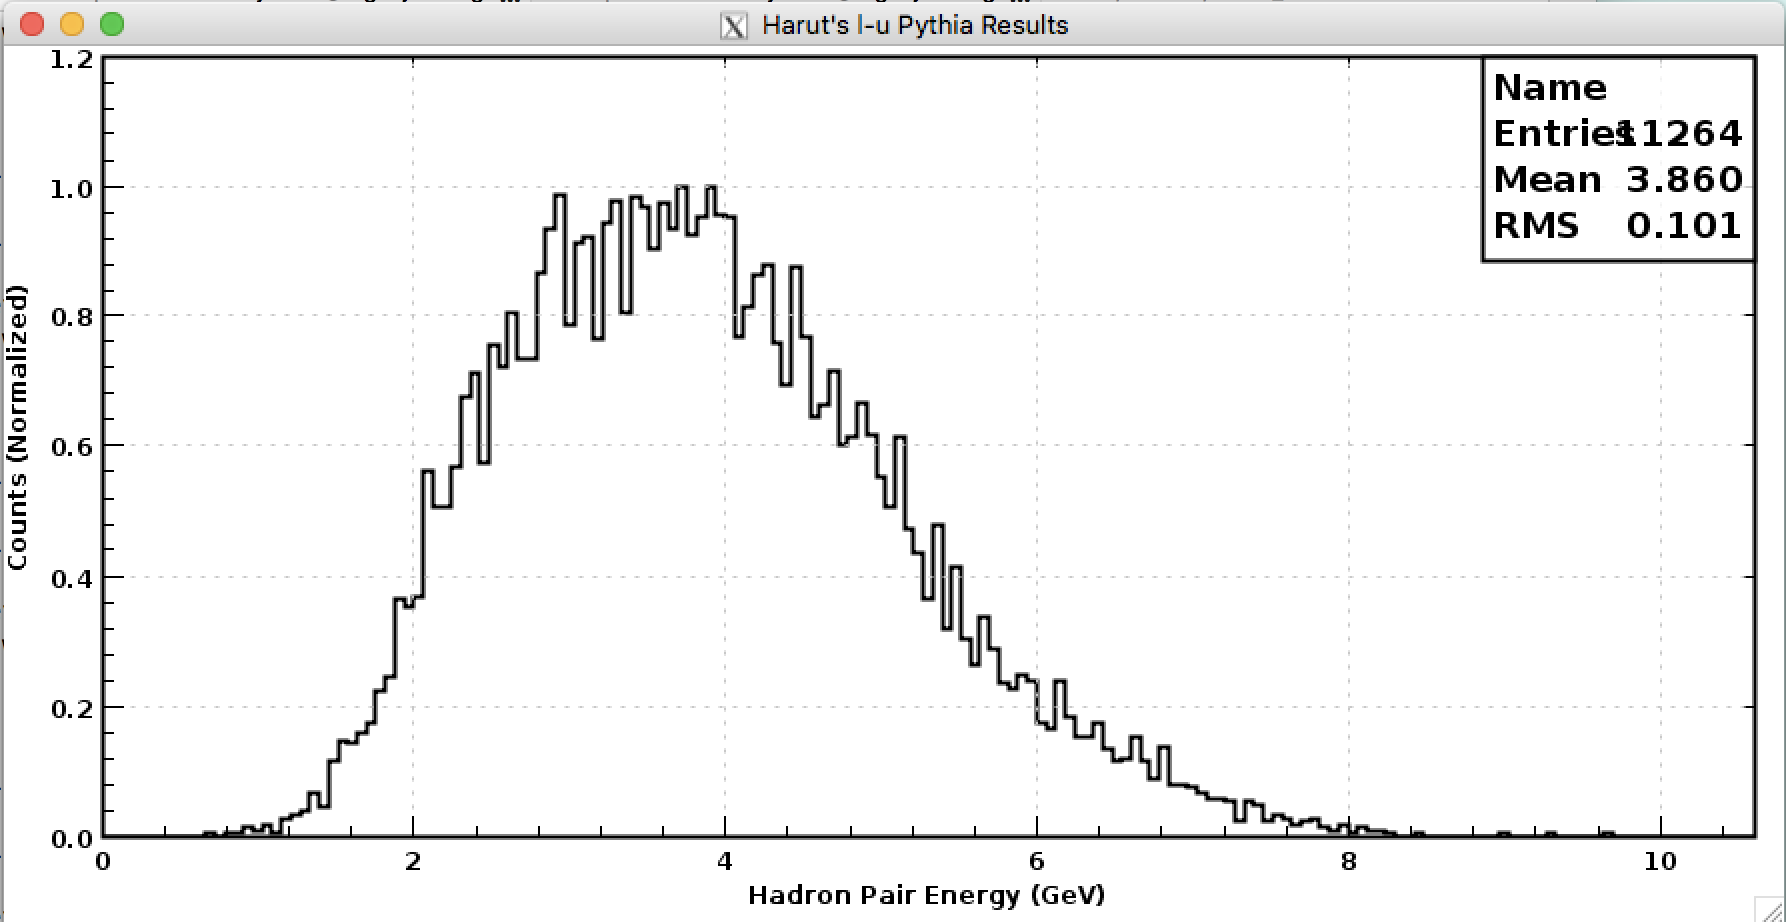 Harut's l-u Pythia Results
1.2
1.0
0.8
0.6
0.4
0.2
0.0
Counts (Normalized)
Name
Entries 11264
Mean 3.860
RMS 0.101
0 2 4 6 8 10
Hadron Pair Energy (GeV)